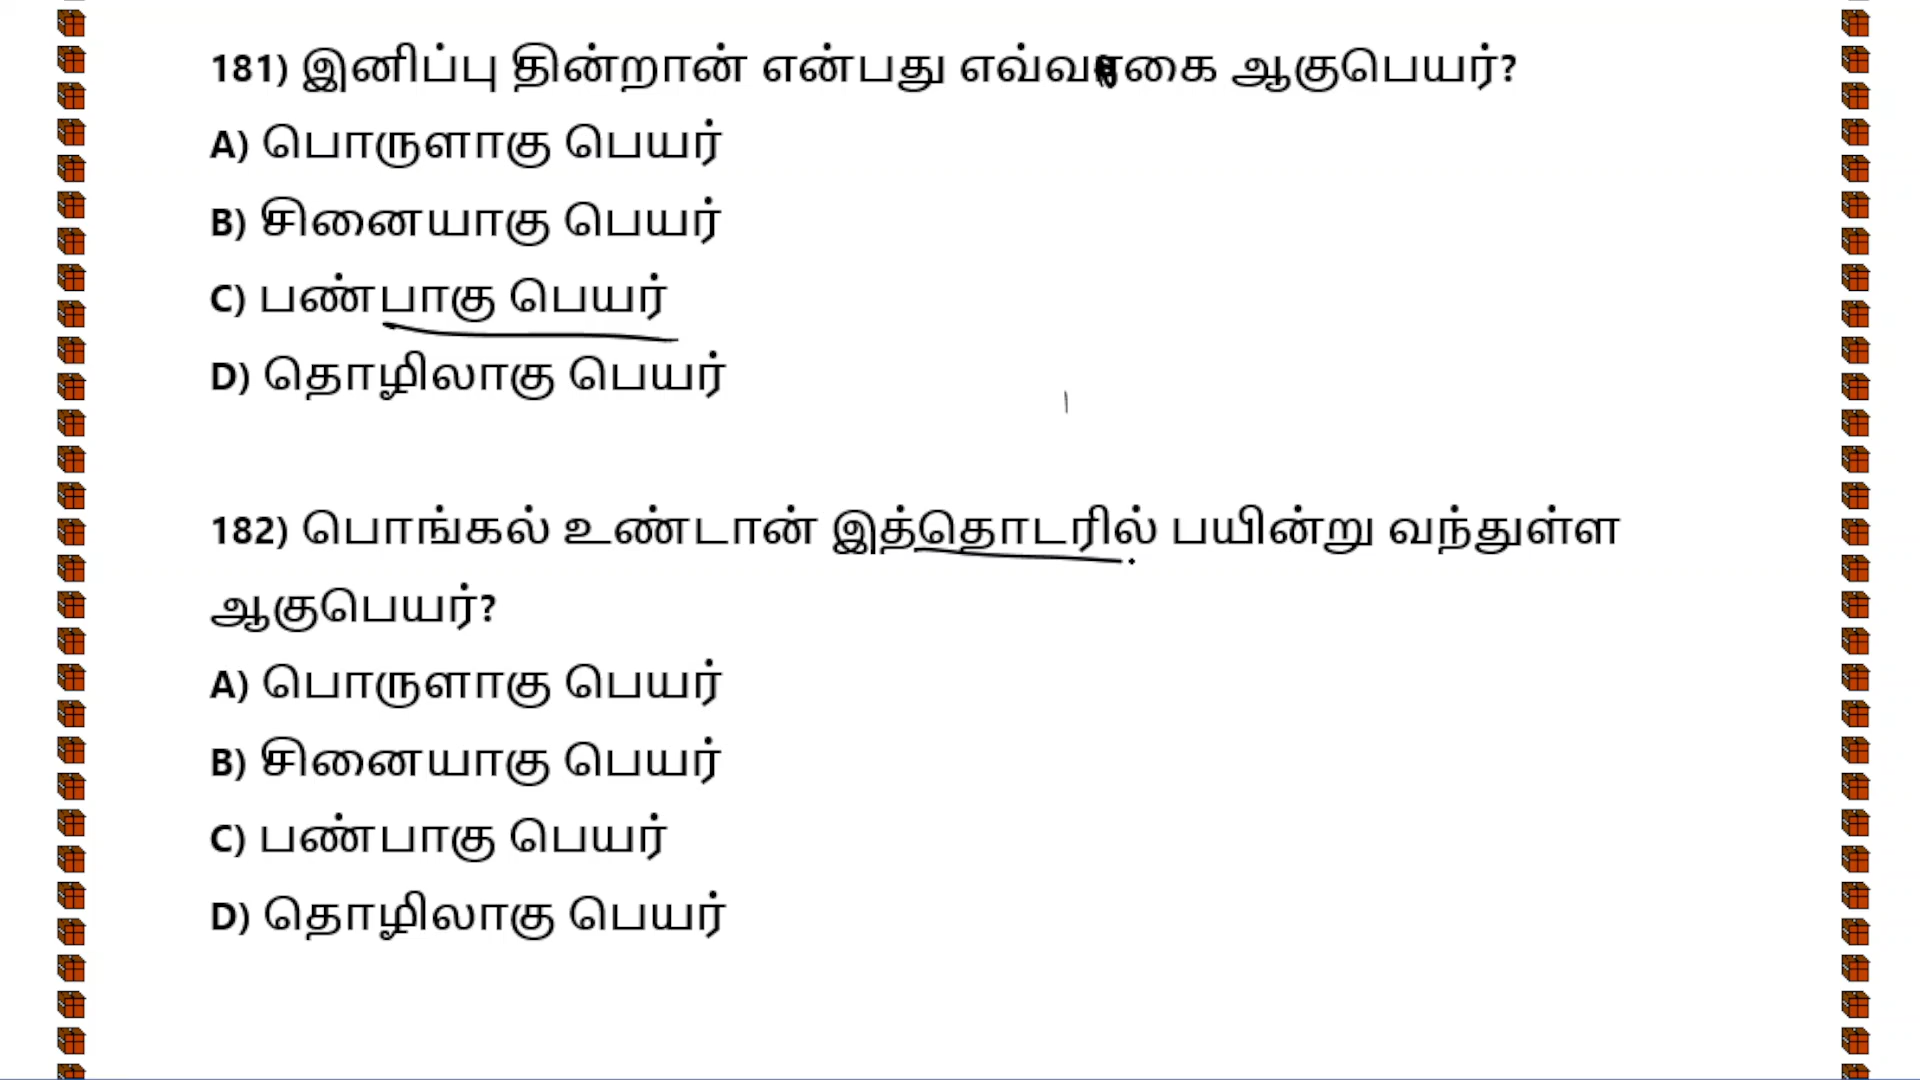 181) இனிப்பு தின்றான் என்பது எவ்வகை ஆகுபெயர்?
A) பொருளாகு பெயர்
B) சினையாகு பெயர்
C) பண்பாகு பெயர்
D) தொழிலாகு பெயர்
182) பொங்கல் உண்டான் இத்தொடரில் பயின்று வந்துள்ள
ஆகுபெயர்?
A) பொருளாகு பெயர்
B) சினையாகு பெயர்
C) பண்பாகு பெயர்
D) தொழிலாகு பெயர்